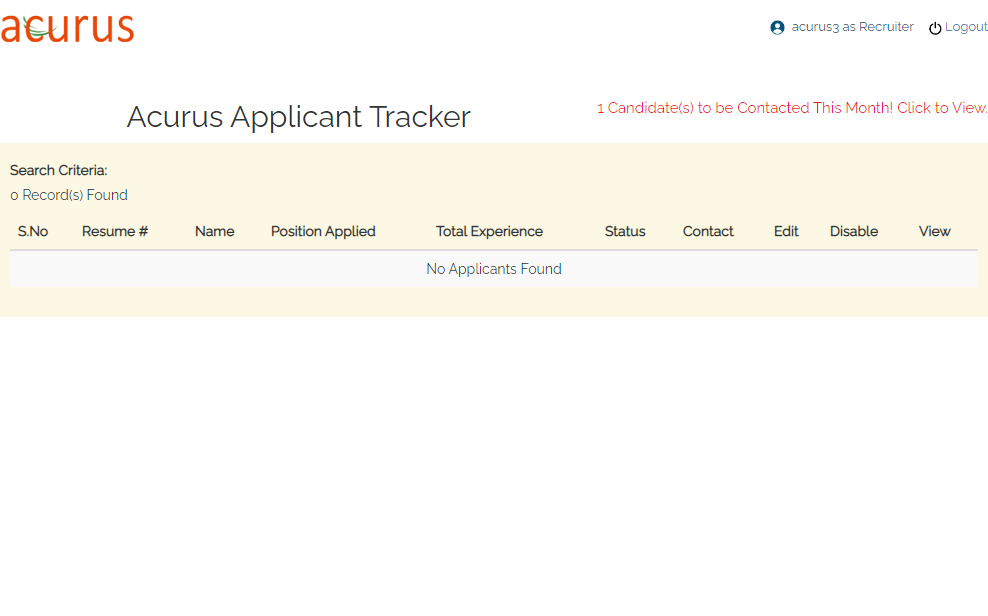 acurus
acurus3 as Recruiter Logout
Acurus Applicant Tracker
1 Candidate(s) to be Contacted This Month! Click to View.
Search Criteria:
0 Record(s) Found
S.No Resume # Name Position Applied Total Experience Status Contact Edit Disable View
No Applicants Found